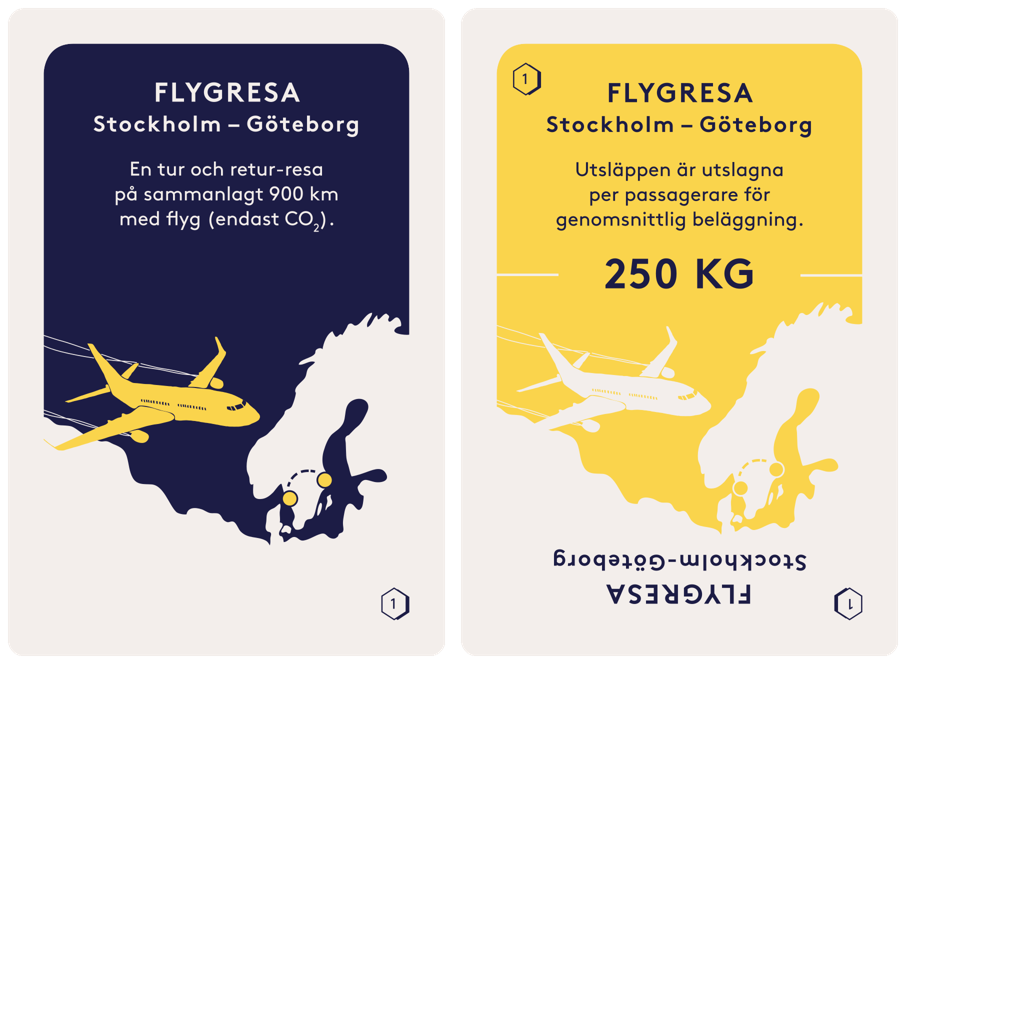 FLYGRESA
Stockholm – Göteborg
En tur och retur-resa
på sammanlagt 900 km
med flyg (endast CO₂).
1
1
FLYGRESA
Stockholm – Göteborg
Utsläppen är utslagna
per passagerare för
genomsnittlig beläggning.
250 KG
FLYGRESA
Stockholm-Göteborg
1